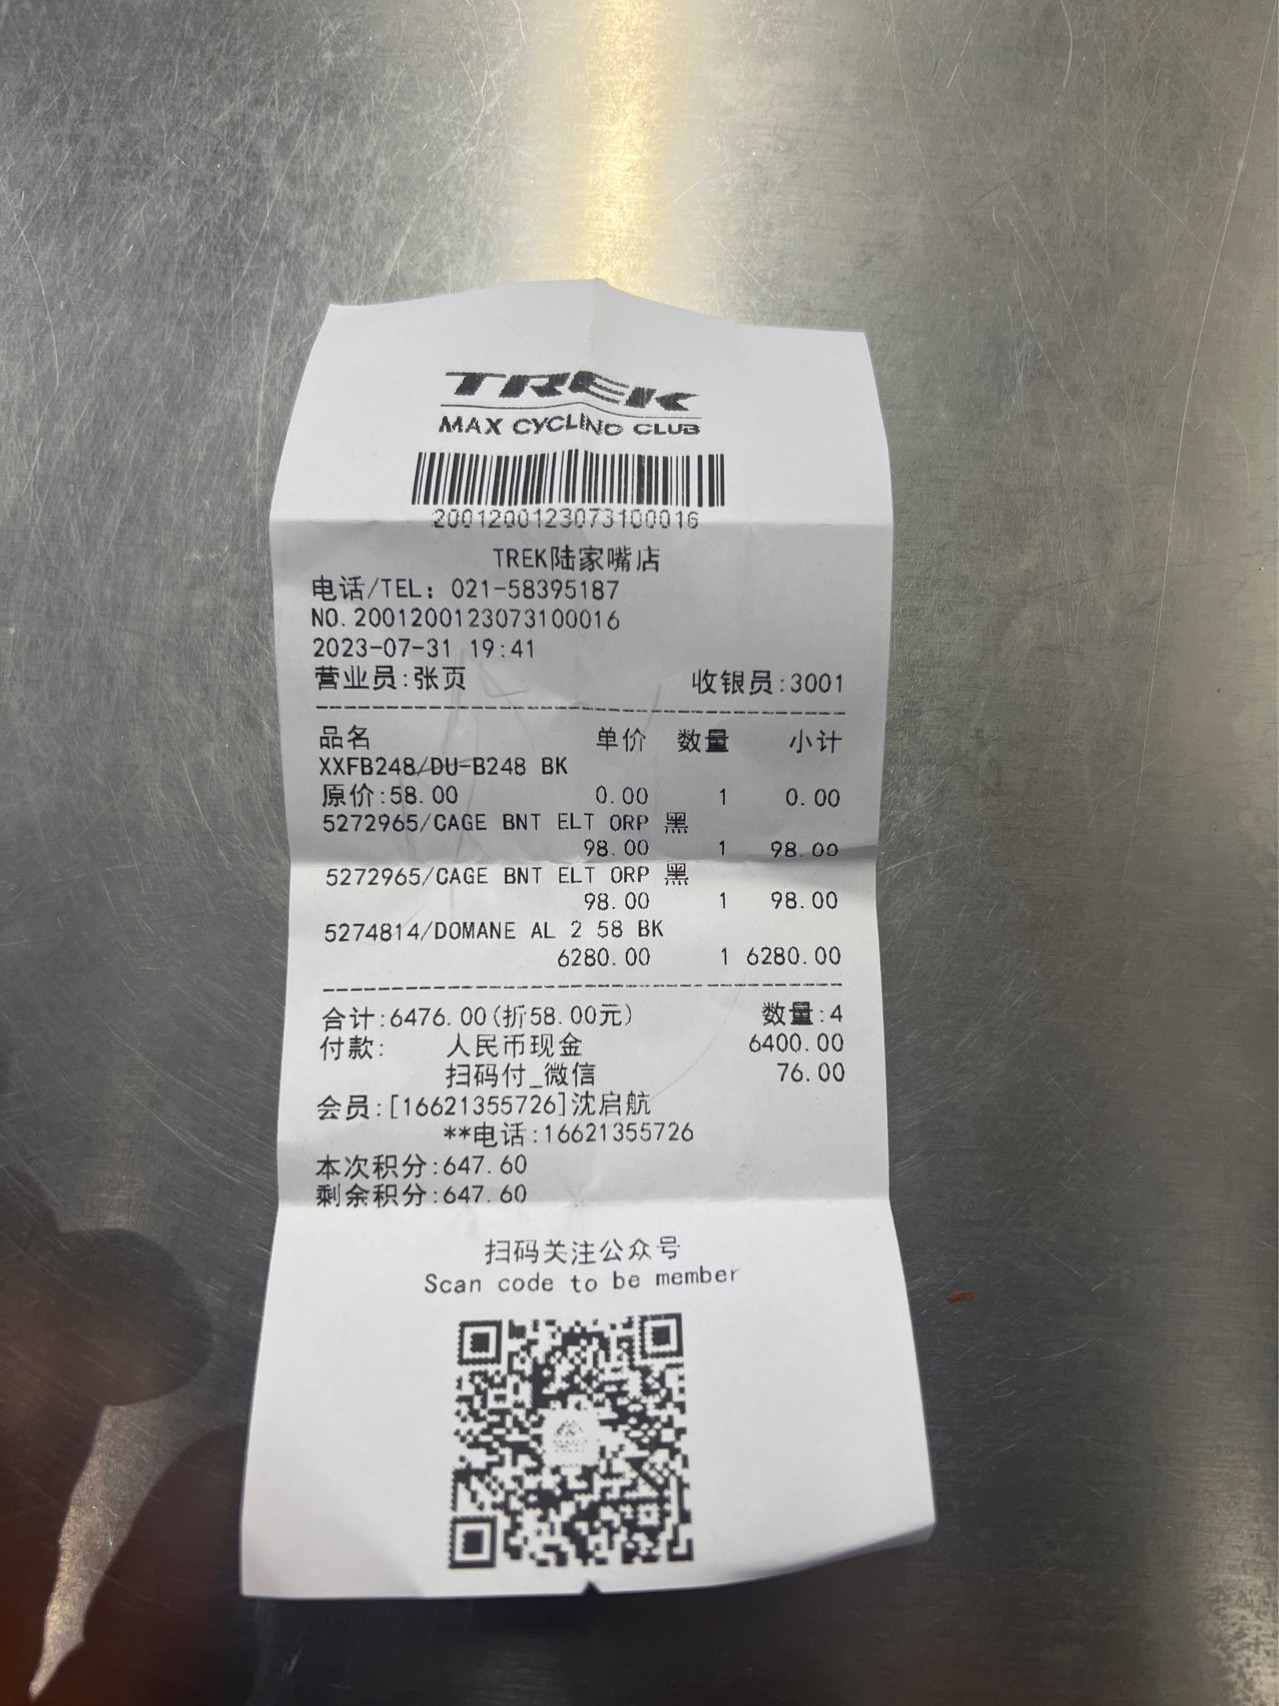 TREK
MAX CYCLING CLUB
2001200123073100016
TREK陆家嘴店
电话/TEL: 021-58395187
NO.2001200123073100016
2023-07-31 19:41
营业员:张页 收银员:3001
品名 单价 数量 小计
XXFB248/DU-B248 BK
原价:58.00 0.00 1 0.00
5272965/CAGE BNT ELT ORP 黑
98.00 1 98.00
5272965/CAGE BNT ELT ORP 黑
98.00 1 98.00
5274814/DOMANE AL 2 58 BK
6280.00 1 6280.00
合计:6476.00(折58.00元) 数量:4
付款: 人民币现金 6400.00
扫码付_微信 76.00
会员:[16621355726]沈启航
**电话:16621355726
本次积分:647.60
剩余积分:647.60
扫码关注公众号
Scan code to be member